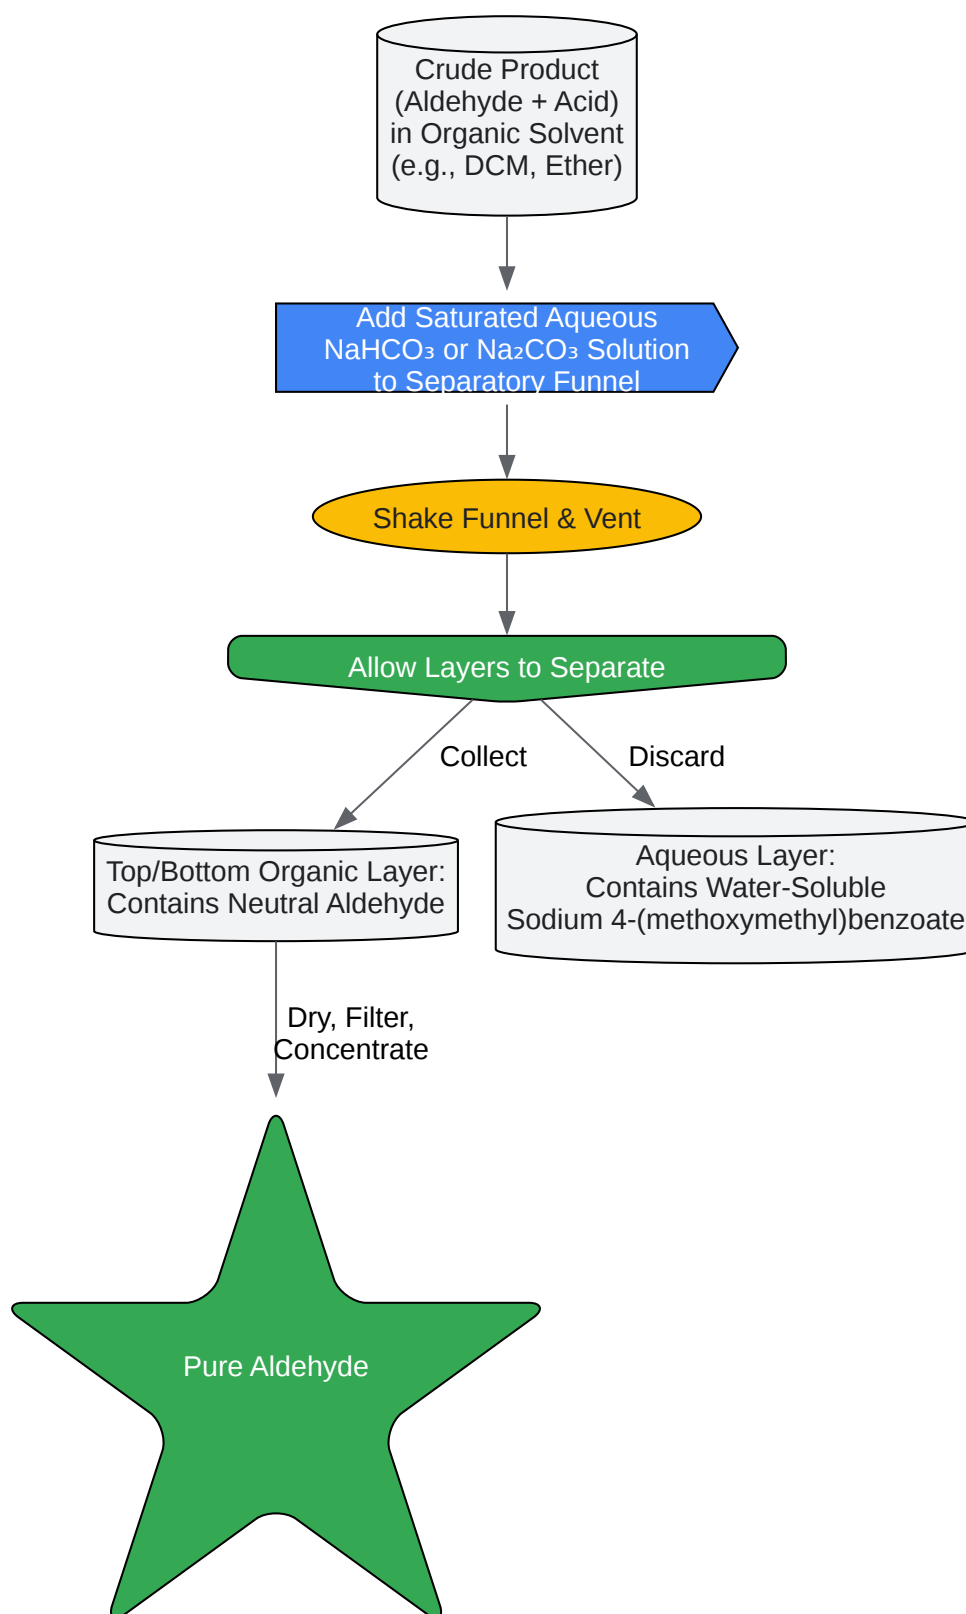 Crude Product
(Aldehyde + Acid)
in Organic Solvent
(e.g., DCM, Ether)
Add Saturated Aqueous
NaHCO₃ or Na₂CO₃ Solution
to Separatory Funnel
Shake Funnel & Vent
Allow Layers to Separate
Collect
Discard
Top/Bottom Organic Layer:
Contains Neutral Aldehyde
Aqueous Layer:
Contains Water-Soluble
Sodium 4-(methoxymethyl)benzoate
Dry, Filter,
Concentrate
Pure Aldehyde